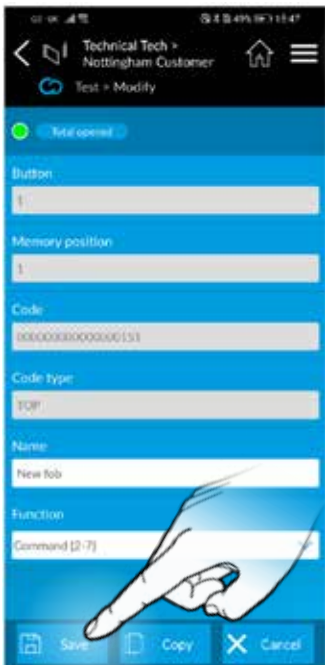 Technical Tech >
Nottingham Customer
Test > Modify
Total opened
Button
1
Memory position
1
Code
Code type
TOP
Name
New fob
Function
Command [2-7]
Save
Copy
Cancel